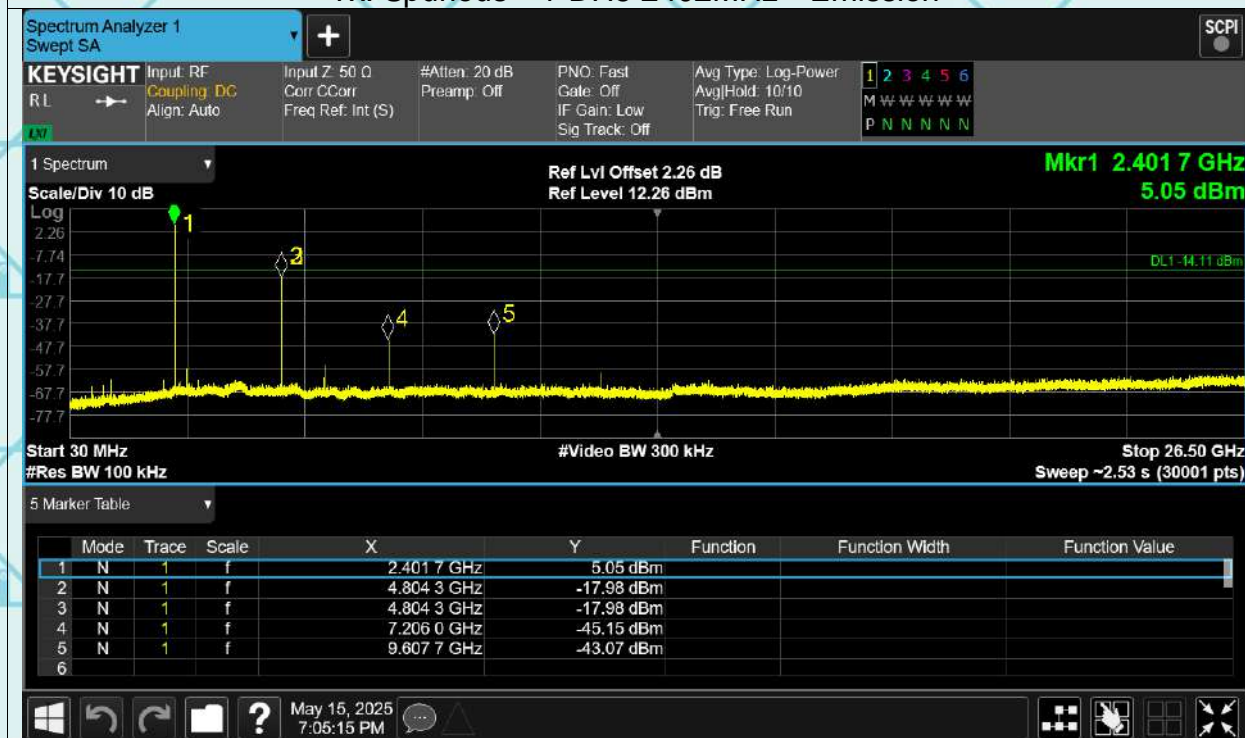 Spectrum Analyzer 1
Swept SA
+
SCPI
KEYSIGHT
RL
LXI
Input: RF
Coupling: DC
Align: Auto
Input Z: 50 Ω
Corr CCorr
Freq Ref: Int (S)
#Atten: 20 dB
Preamp: Off
PNO: Fast
Gate: Off
IF Gain: Low
Sig Track: Off
Avg Type: Log-Power
Avg|Hold: 10/10
Trig: Free Run
1 2 3 4 5 6
M W W W W W
P N N N N N
1 Spectrum
Scale/Div 10 dB
Ref Lvl Offset 2.26 dB
Ref Level 12.26 dBm
Mkr1 2.401 7 GHz
5.05 dBm
Log
2.26
-7.74
-17.7
-27.7
-37.7
-47.7
-57.7
-67.7
-77.7
1
4
5
DL1 -14.11 dBm
Start 30 MHz
#Res BW 100 kHz
#Video BW 300 kHz
Stop 26.50 GHz
Sweep ~2.53 s (30001 pts)
5 Marker Table
Mode Trace Scale X Y Function Function Width Function Value
1 N 1 f 2.401 7 GHz 5.05 dBm
2 N 1 f 4.804 3 GHz -17.98 dBm
3 N 1 f 4.804 3 GHz -17.98 dBm
4 N 1 f 7.206 0 GHz -45.15 dBm
5 N 1 f 9.607 7 GHz -43.07 dBm
6
?
May 15, 2025
7:05:15 PM